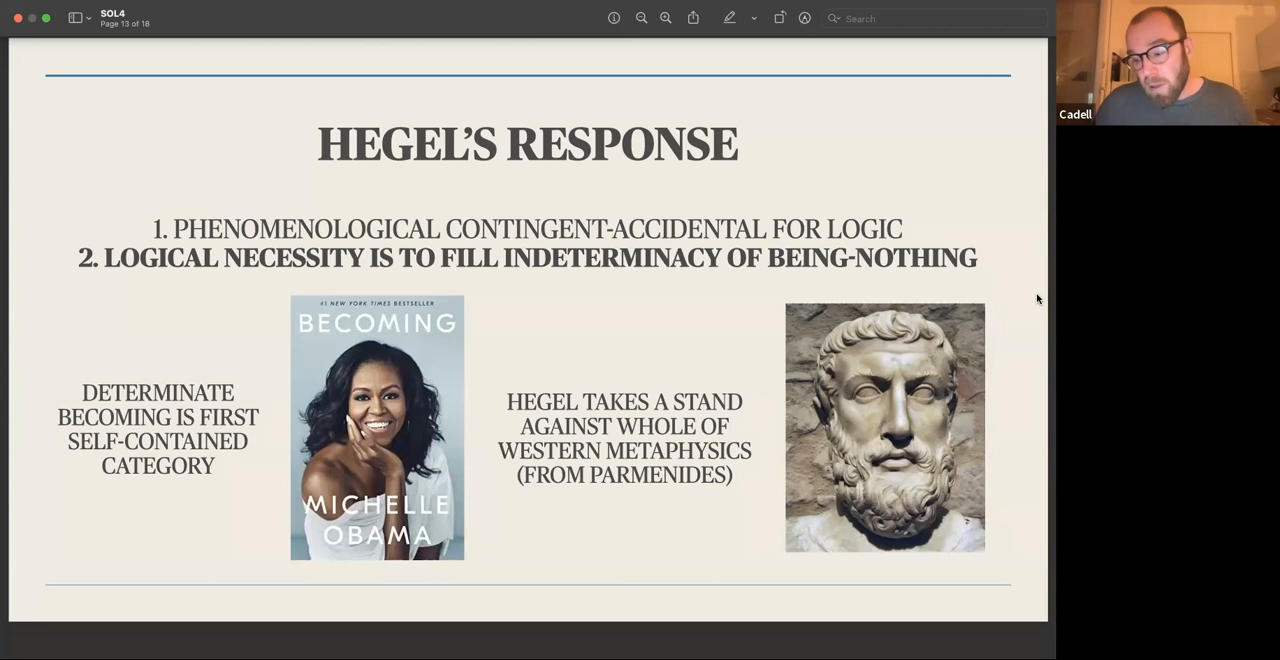 SOL4
Page 13 of 18
Search
Cadell
HEGEL'S RESPONSE
1. PHENOMENOLOGICAL CONTINGENT-ACCIDENTAL FOR LOGIC
2. LOGICAL NECESSITY IS TO FILL INDETERMINACY OF BEING-NOTHING
DETERMINATE
BECOMING IS FIRST
SELF-CONTAINED
CATEGORY
#1 NEW YORK TIMES BESTSELLER
BECOMING
MICHELLE
OBAMA
HEGEL TAKES A STAND
AGAINST WHOLE OF
WESTERN METAPHYSICS
(FROM PARMENIDES)